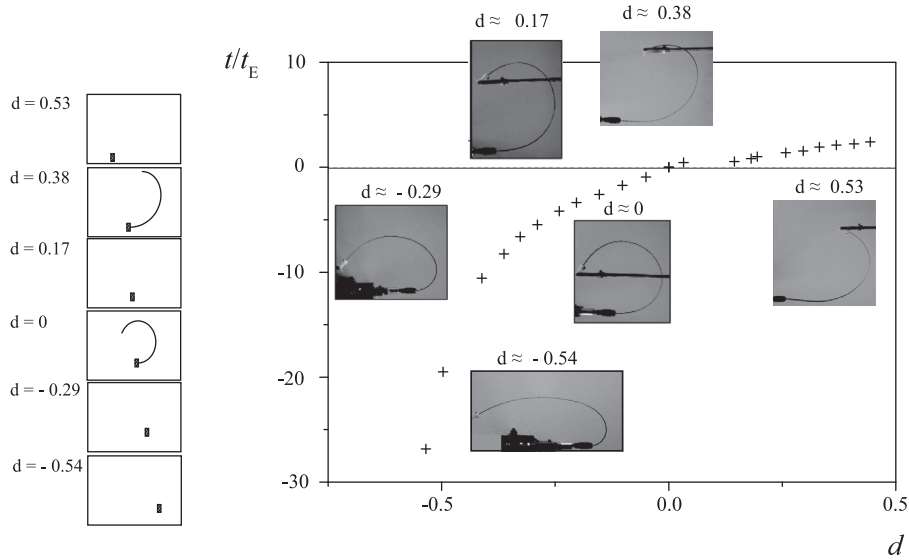 d = 0.53
d = 0.38
d = 0.17
d = 0
d = - 0.29
d = - 0.54
t/tE
d ≈ 0.17
d ≈ 0.38
10
0
d ≈ - 0.29
d ≈ 0
d ≈ 0.53
-10
d ≈ - 0.54
-20
-30
-0.5
0.0
0.5
d